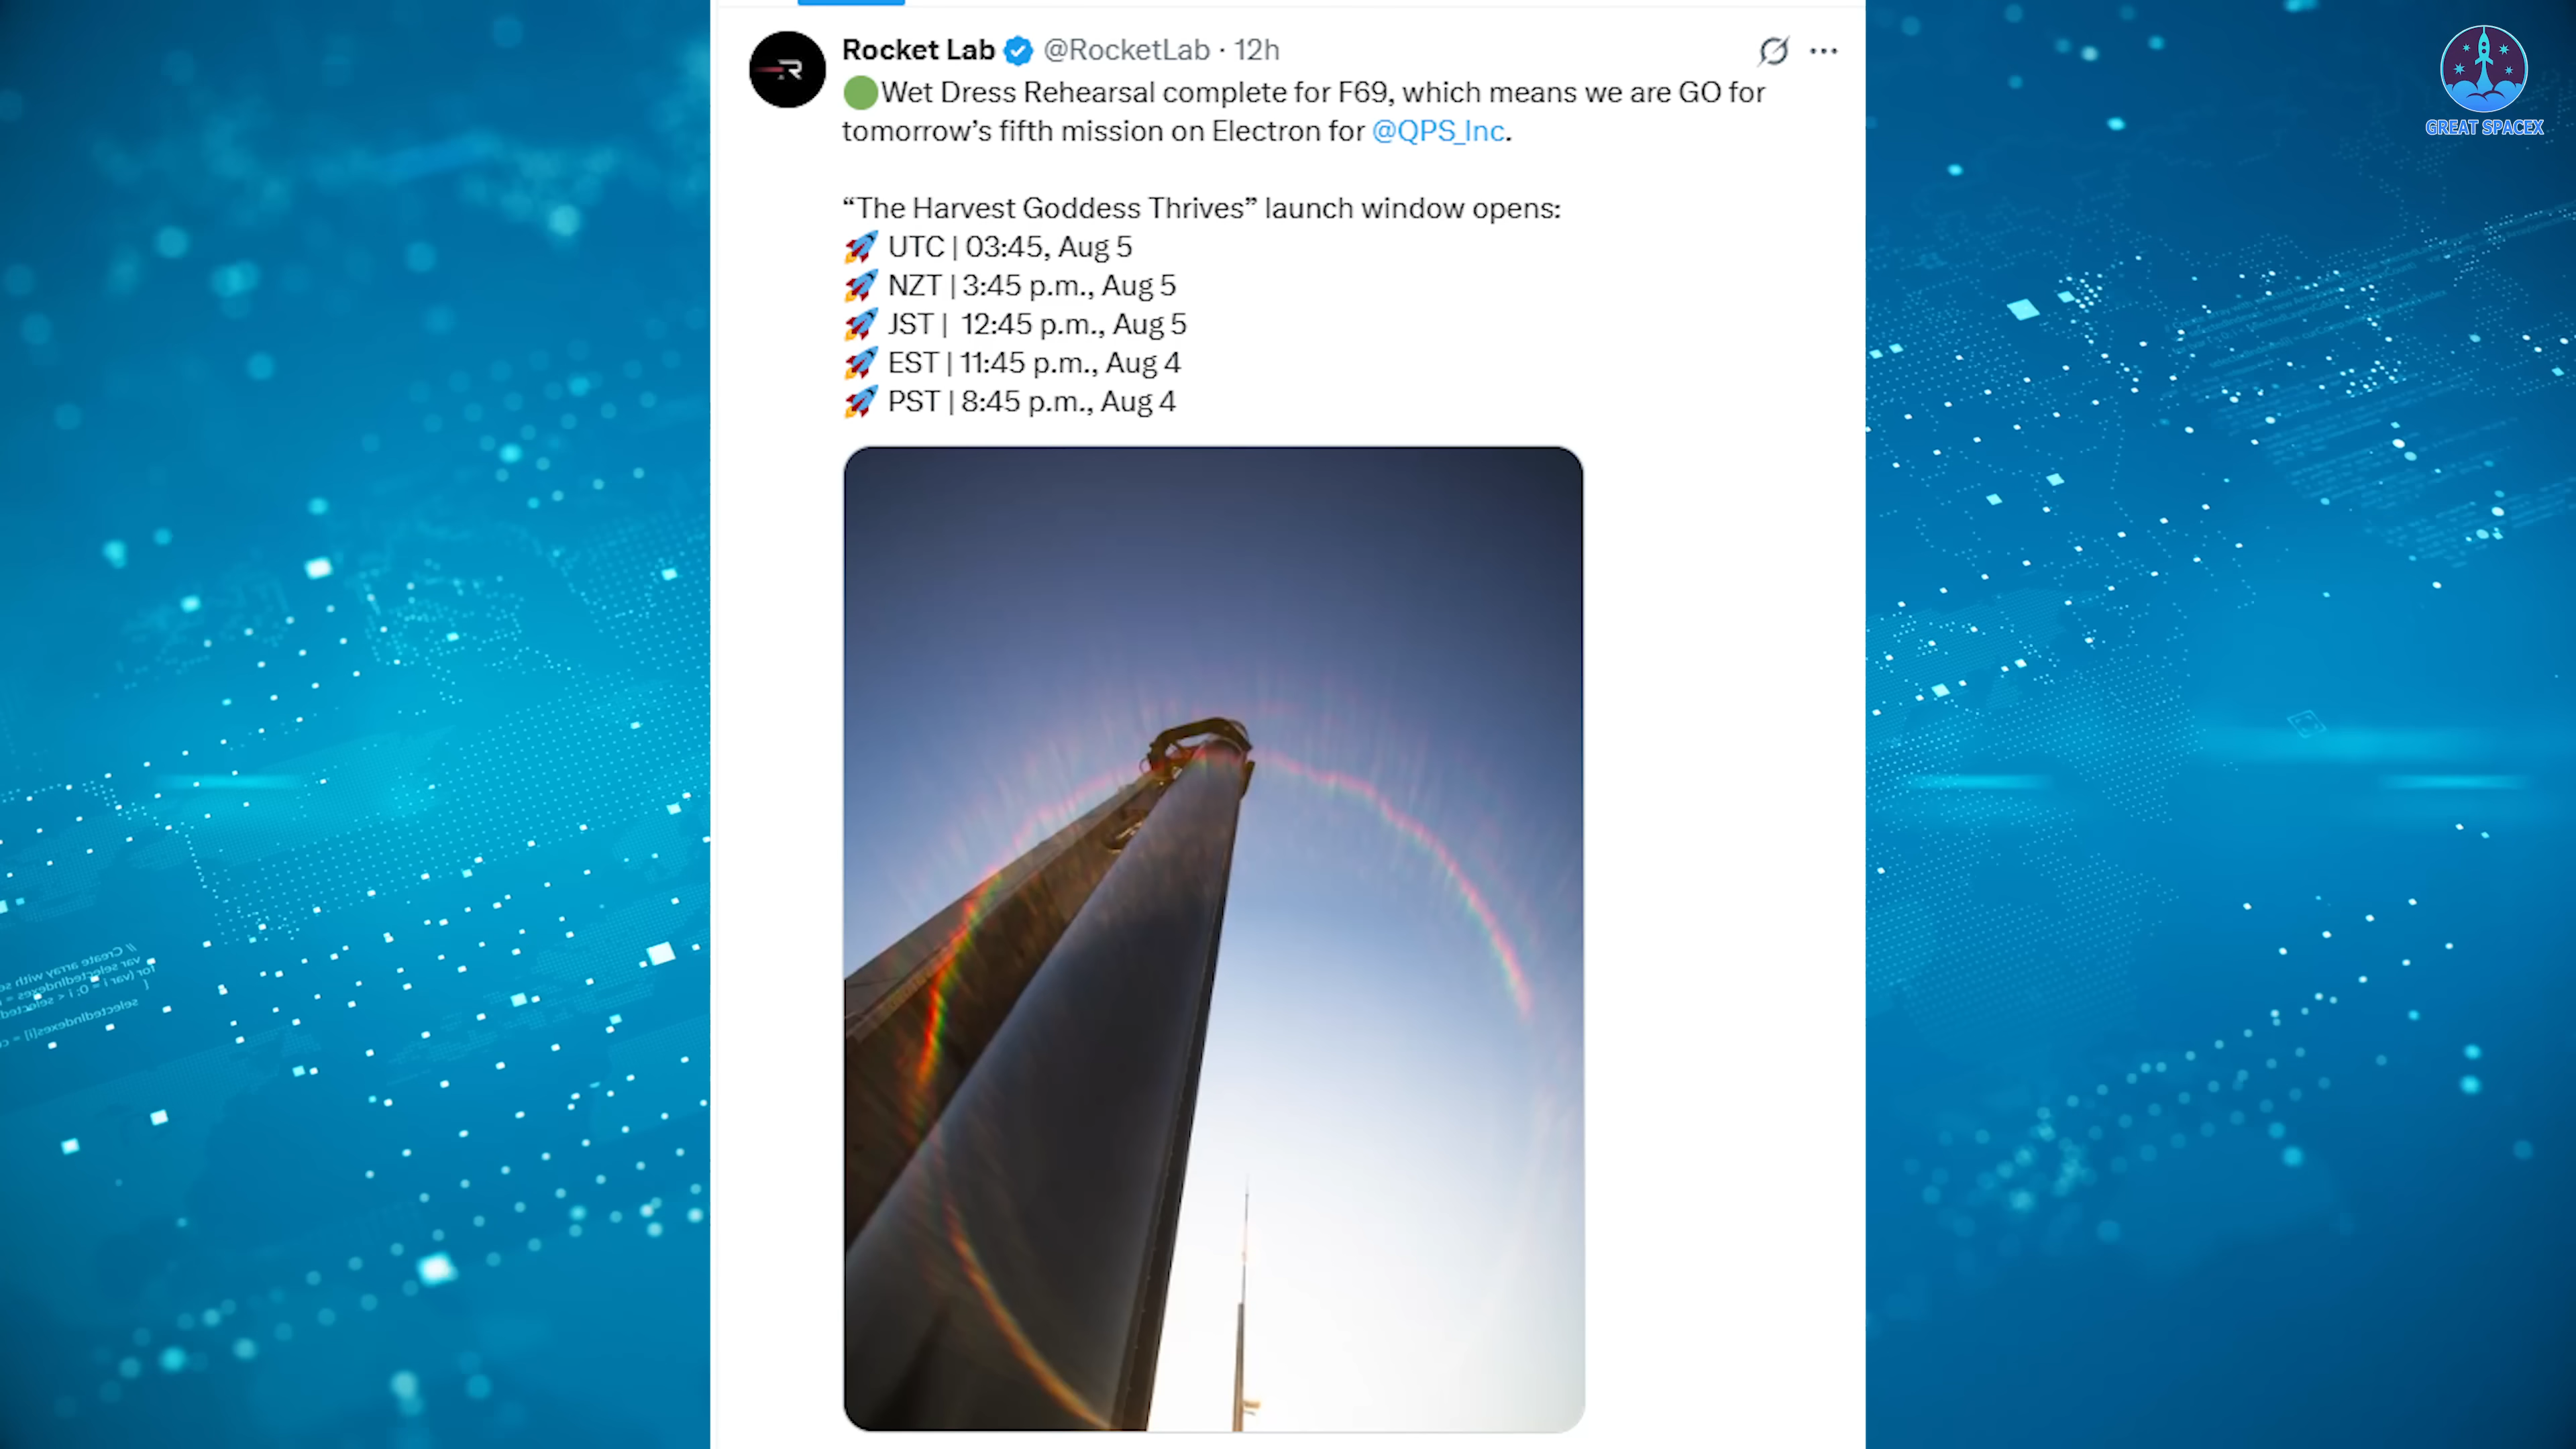 Rocket Lab @RocketLab · 12h
Wet Dress Rehearsal complete for F69, which means we are GO for
tomorrow’s fifth mission on Electron for @QPS_Inc.
“The Harvest Goddess Thrives” launch window opens:
UTC | 03:45, Aug 5
NZT | 3:45 p.m., Aug 5
JST | 12:45 p.m., Aug 5
EST | 11:45 p.m., Aug 4
PST | 8:45 p.m., Aug 4
GREAT SPACEX